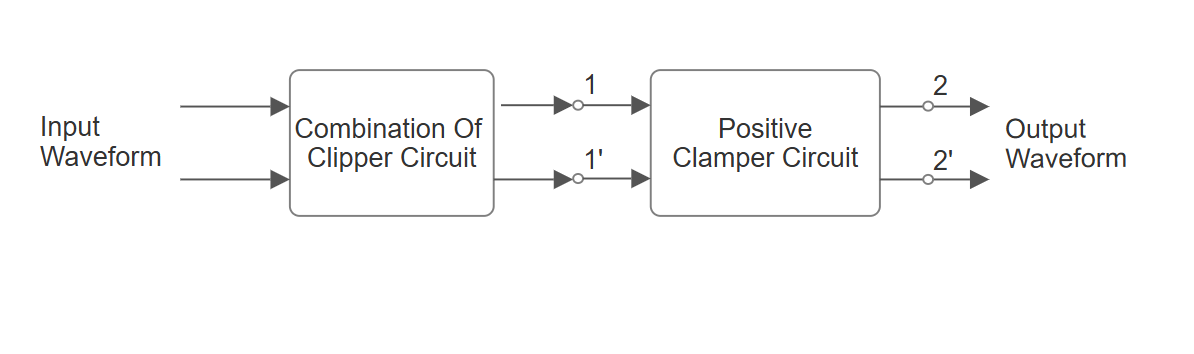 Input
Waveform
Combination Of
Clipper Circuit
1
1'
Positive
Clamper Circuit
2
2'
Output
Waveform